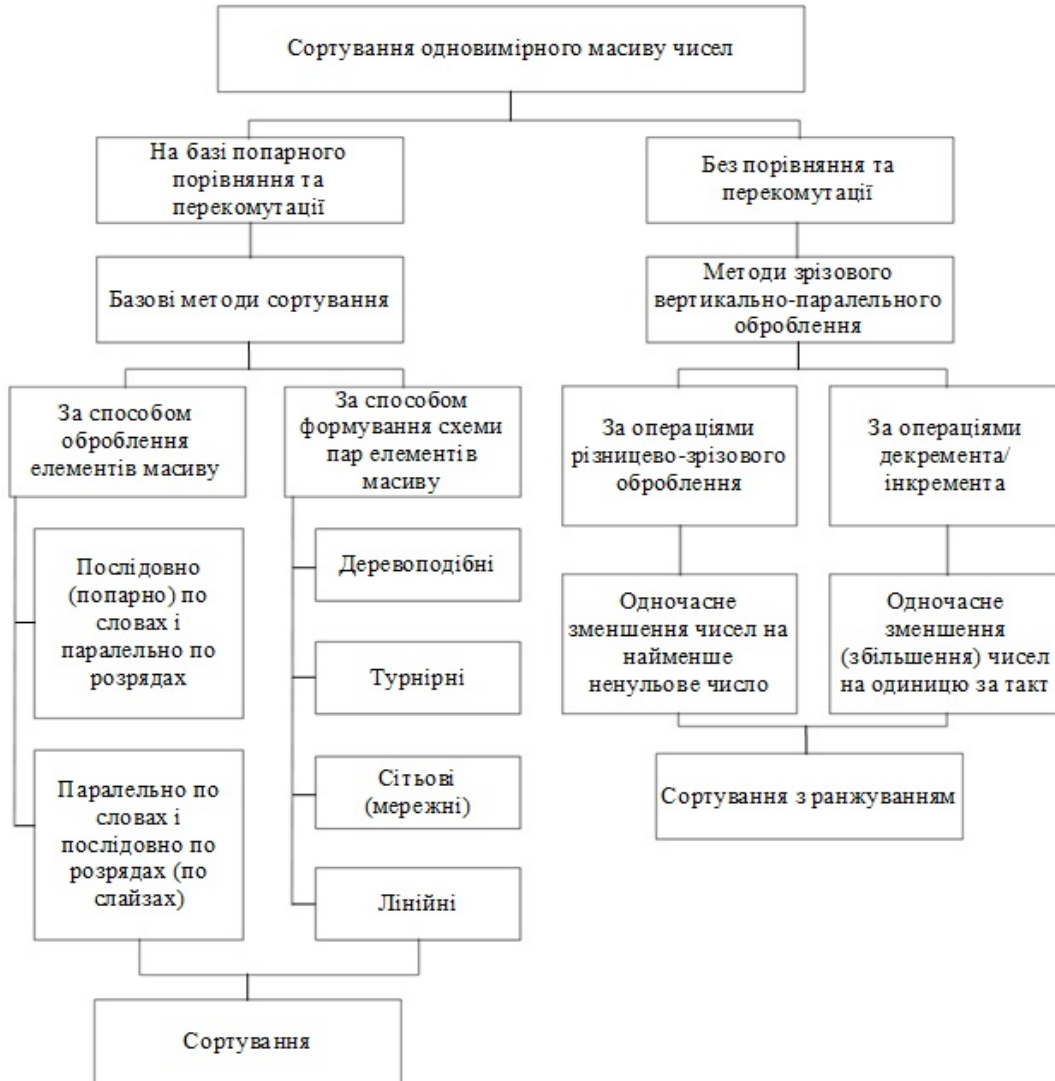 Сортування одновимірного масиву чисел
На базі попарного
порівняння та
перекомутації
Без порівняння та
перекомутації
Базові методи сортування
Методи зрізового
вертикально-паралельного
оброблення
За способом
оброблення
елементів масиву
За способом
формування схеми
пар елементів
масиву
За операціями
різницево-зрізового
оброблення
За операціями
декремента/
інкремента
Послідовно
(попарно) по
словах і
паралельно по
розрядах
Паралельно по
словах і
послідовно по
розрядах (по
слайзах)
Деревоподібні
Турнірні
Сітьові
(мережні)
Лінійні
Одночасне
зменшення чисел на
найменше
ненульове число
Одночасне
зменшення
(збільшення) чисел
на одиницю за такт
Сортування з ранжуванням
Сортування